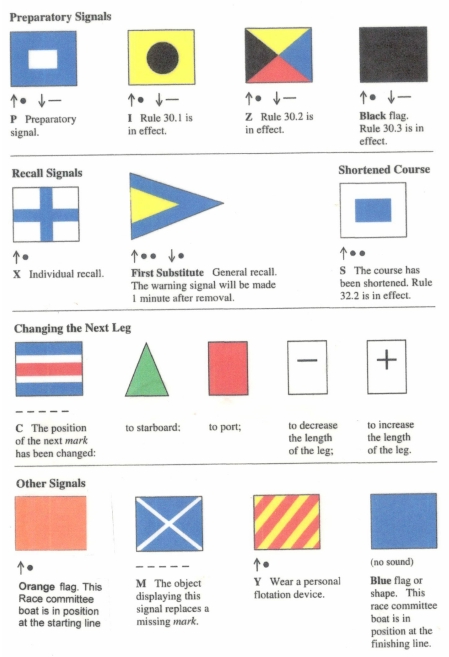 Preparatory Signals
P Preparatory
signal.
I Rule 30.1 is
in effect.
Z Rule 30.2 is
in effect.
Black flag.
Rule 30.3 is in
effect.
Recall Signals
Shortened Course
X Individual recall.
First Substitute General recall.
The warning signal will be made
1 minute after removal.
S The course has
been shortened. Rule
32.2 is in effect.
Changing the Next Leg
C The position
of the next mark
has been changed:
to starboard;
to port;
to decrease
the length
of the leg;
to increase
the length
of the leg.
Other Signals
Orange flag. This
Race committee
boat is in position
at the starting line
M The object
displaying this
signal replaces a
missing mark.
Y Wear a personal
flotation device.
(no sound)
Blue flag or
shape. This
race committee
boat is in
position at the
finishing line.